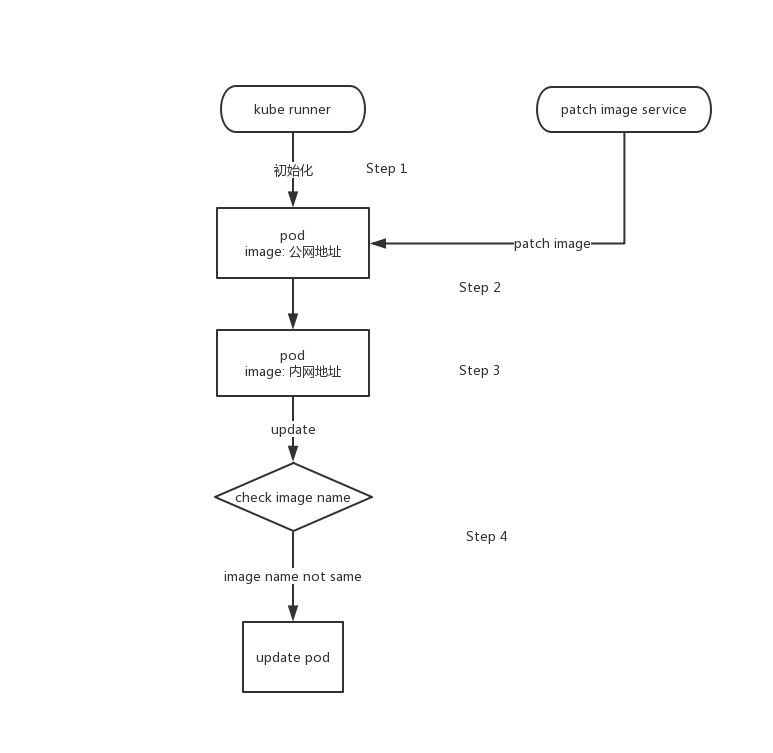 kube runner
patch image service
初始化
Step 1
pod
image: 公网地址
patch image
Step 2
pod
image: 内网地址
Step 3
update
check image name
Step 4
image name not same
update pod